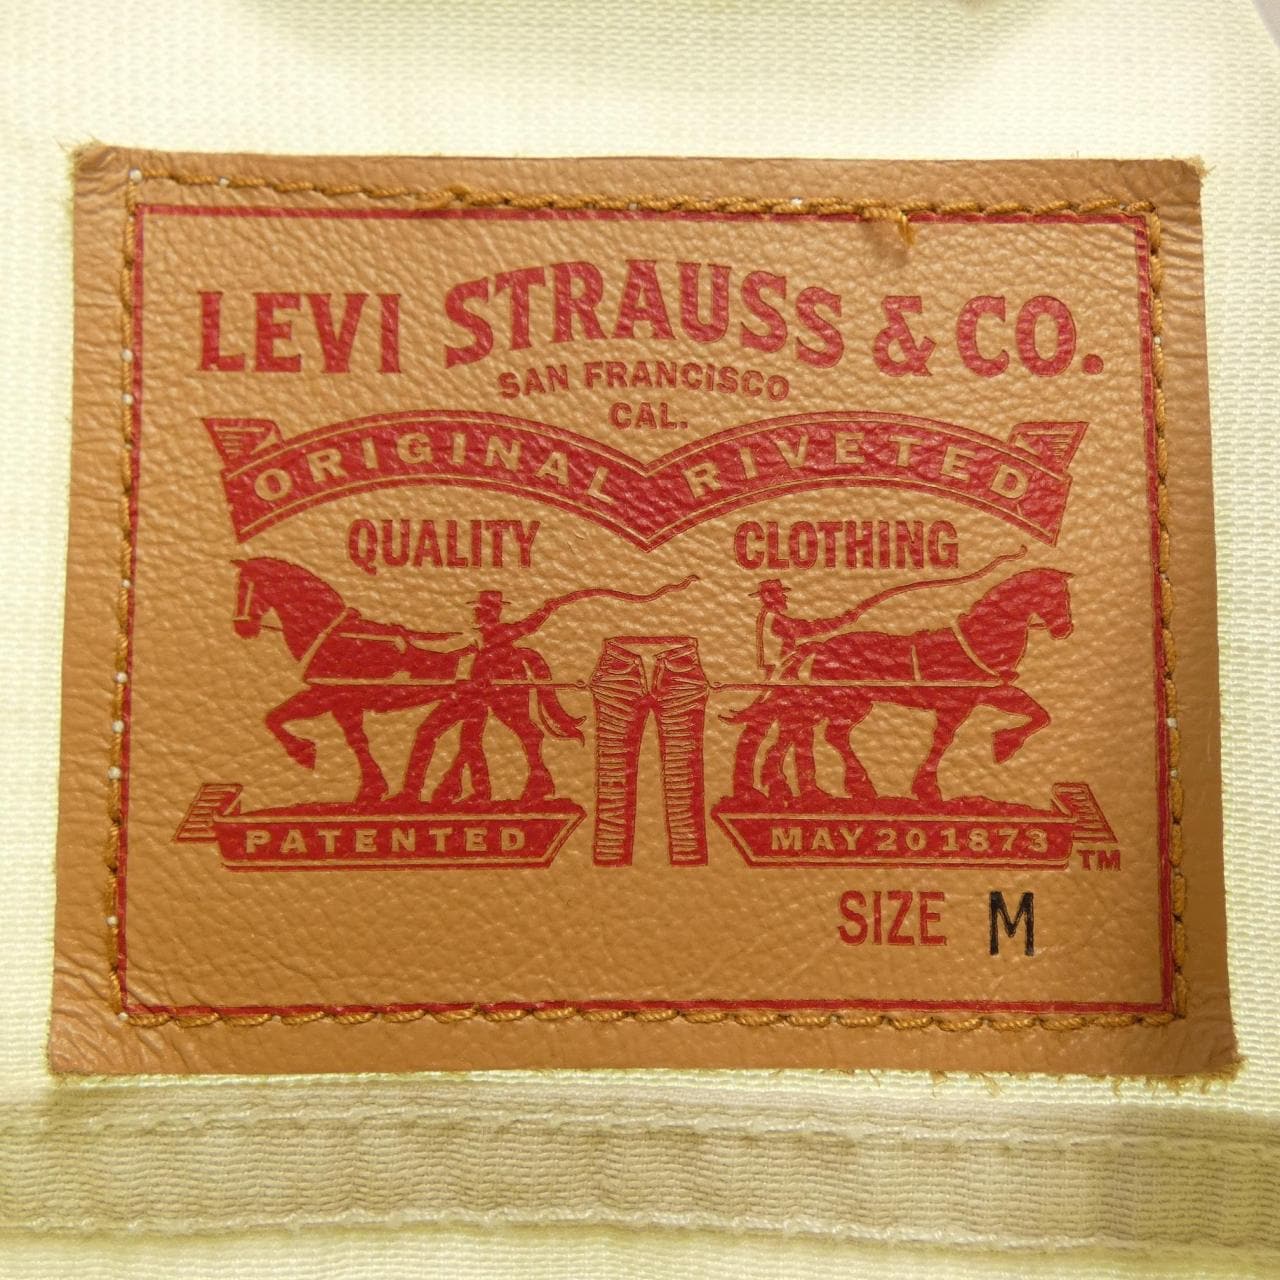 LEVI STRAUSS & CO.
SAN FRANCISCO
CAL.
ORIGINAL RIVETED
QUALITY CLOTHING
PATENTED MAY 20 1873 TM
SIZE M